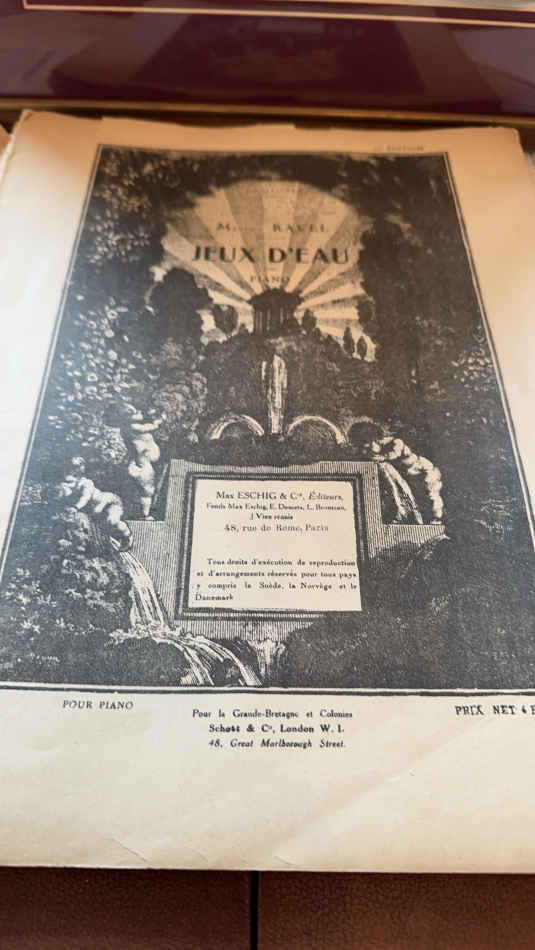 RAVEL
JEUX D'EAU
PIANO
Max ESCHIG & Cie, Éditeurs,
Fonds Max Eschig, E. Demets,
J Vieu réunis
48, rue de Rome, Paris
Tous droits d'exécution de reproduction
et d'arrangements réservés pour tous pays
y compris la Suède, la Norvège et le
Danemark
POUR PIANO
Pour la Grande-Bretagne et Colonies
Schott & Co, London W. 1.
48, Great Marlborough Street.
PRIX NET 4 F